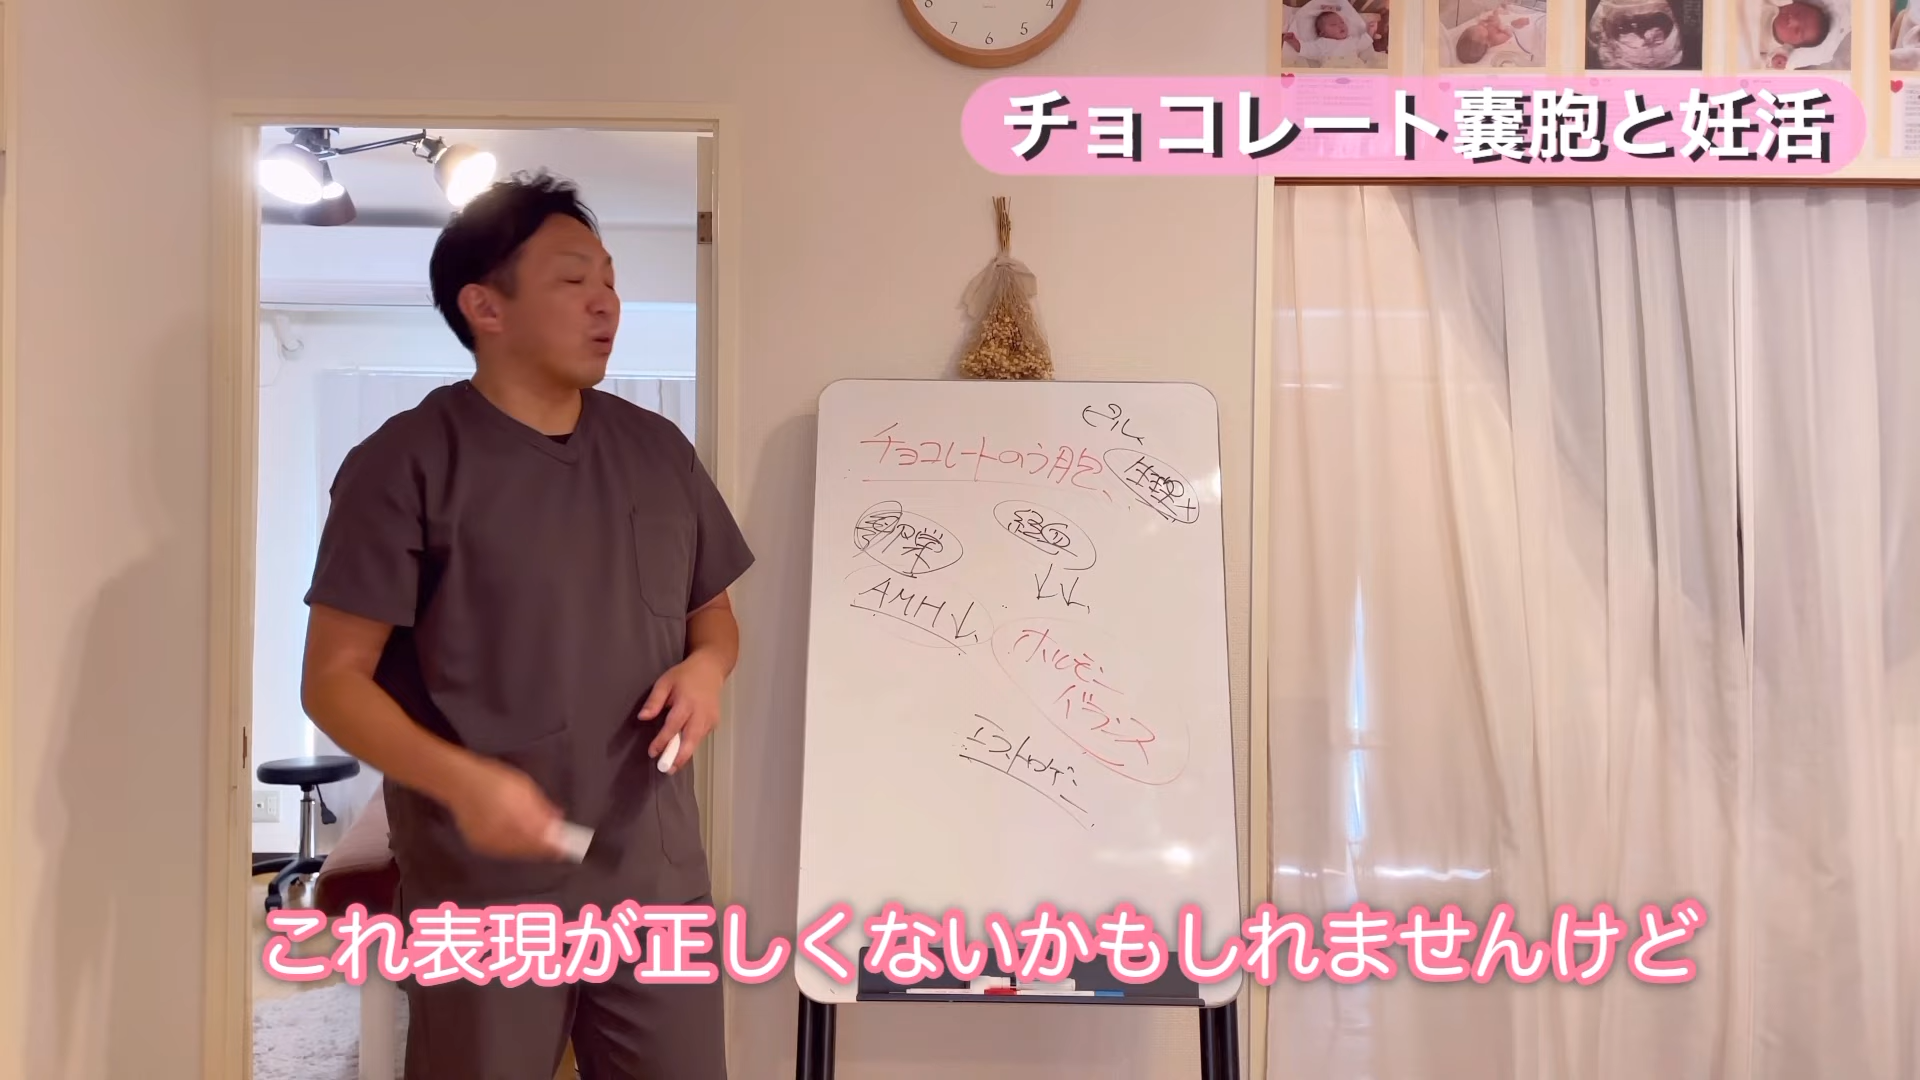 チョコレート嚢胞と妊活
ピル
チョコレートのう胞
生理
卵巣
AMH↓
↓↓
ホルモン
バランス
エストロゲン
これ表現が正しくないかもしれませんけど
7 6 5